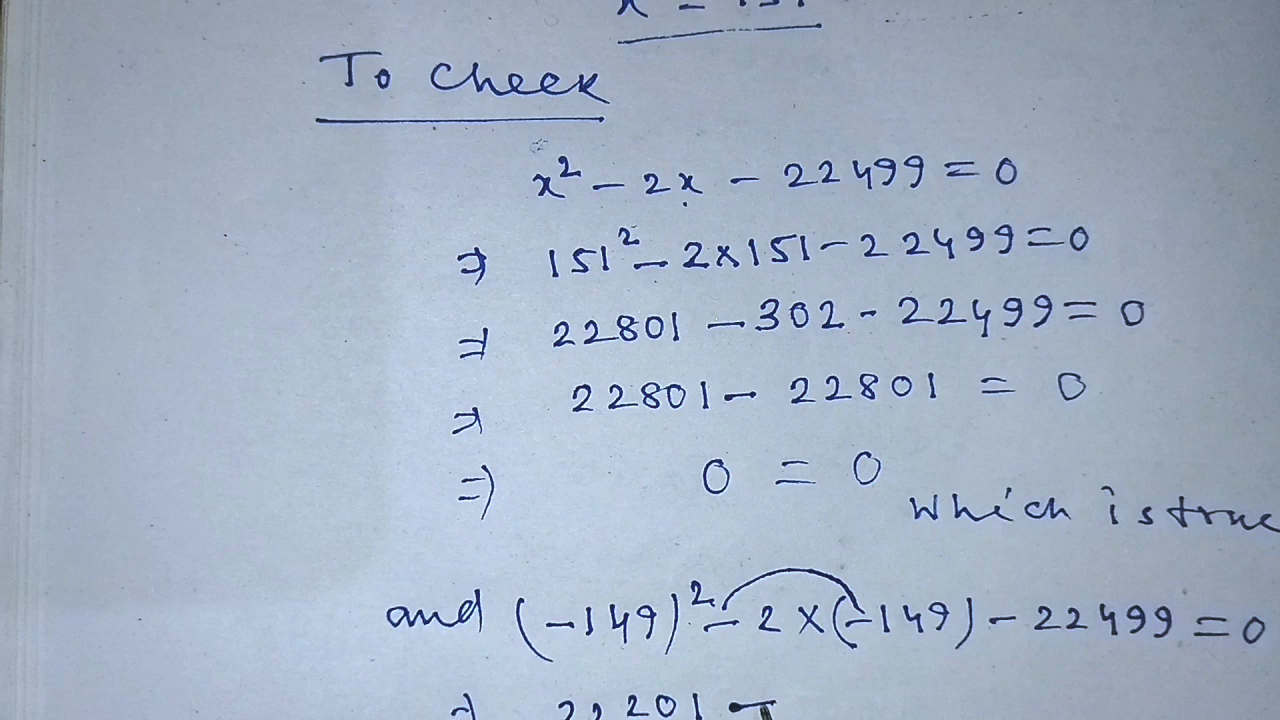 To Check
x² - 2x - 22499 = 0
⇒ 151² - 2×151 - 22499 = 0
⇒ 22801 - 302 - 22499 = 0
⇒ 22801 - 22801 = 0
⇒ 0 = 0
which is true
and (-149)² - 2×(-149) - 22499 = 0
⇒ 22201